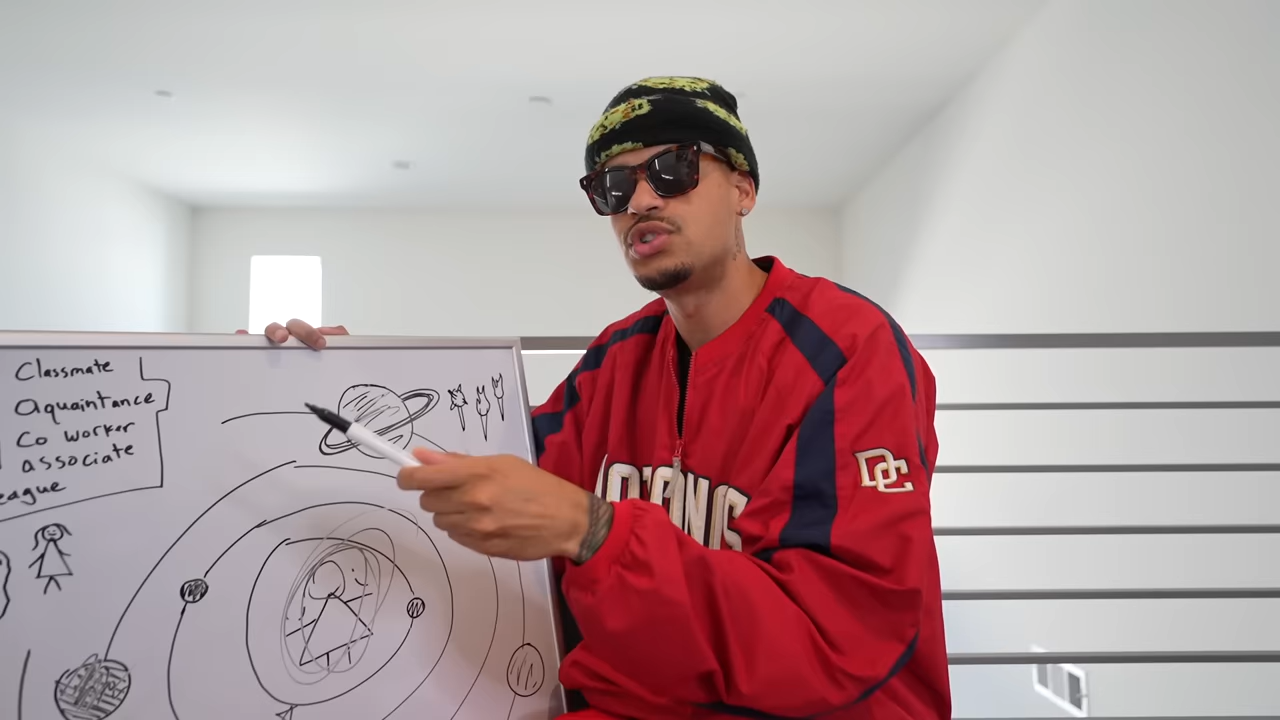 Classmate
aquaintance
Co worker
associate
eague
DC